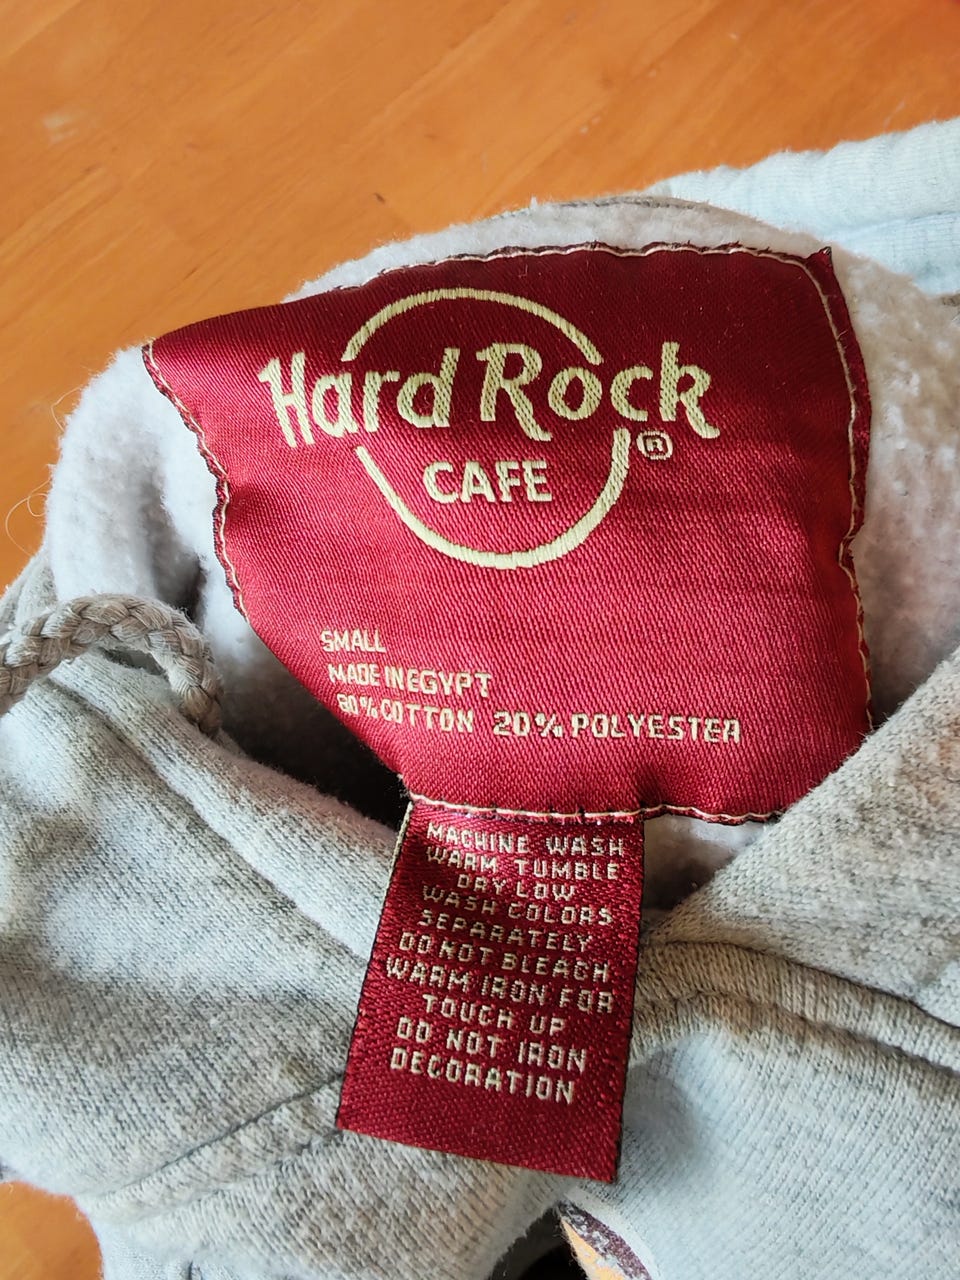 Hard Rock
®
CAFE
SMALL
MADE IN EGYPT
80% COTTON 20% POLYESTER
MACHINE WASH
WARM TUMBLE
DRY LOW
WASH COLORS
SEPARATELY
DO NOT BLEACH
WARM IRON FOR
TOUCH UP
DO NOT IRON
DECORATION